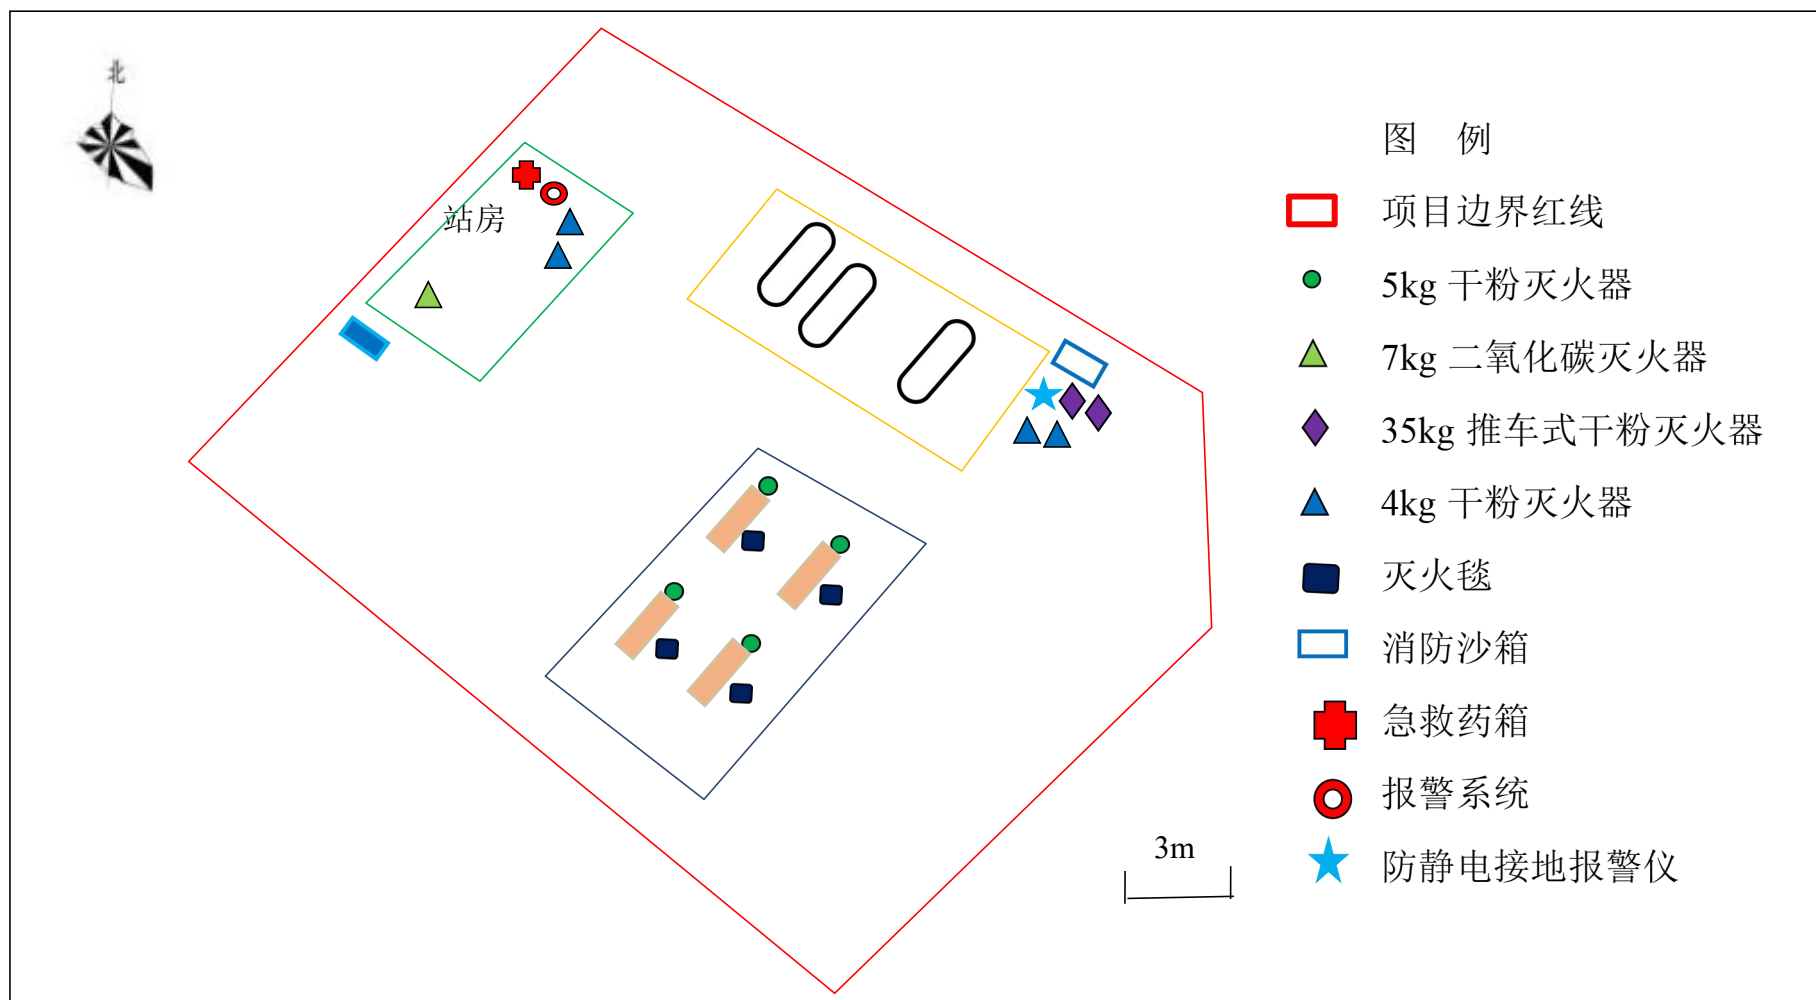 北
站房
3m
图 例
项目边界红线
5kg 干粉灭火器
7kg 二氧化碳灭火器
35kg 推车式干粉灭火器
4kg 干粉灭火器
灭火毯
消防沙箱
急救药箱
报警系统
防静电接地报警仪